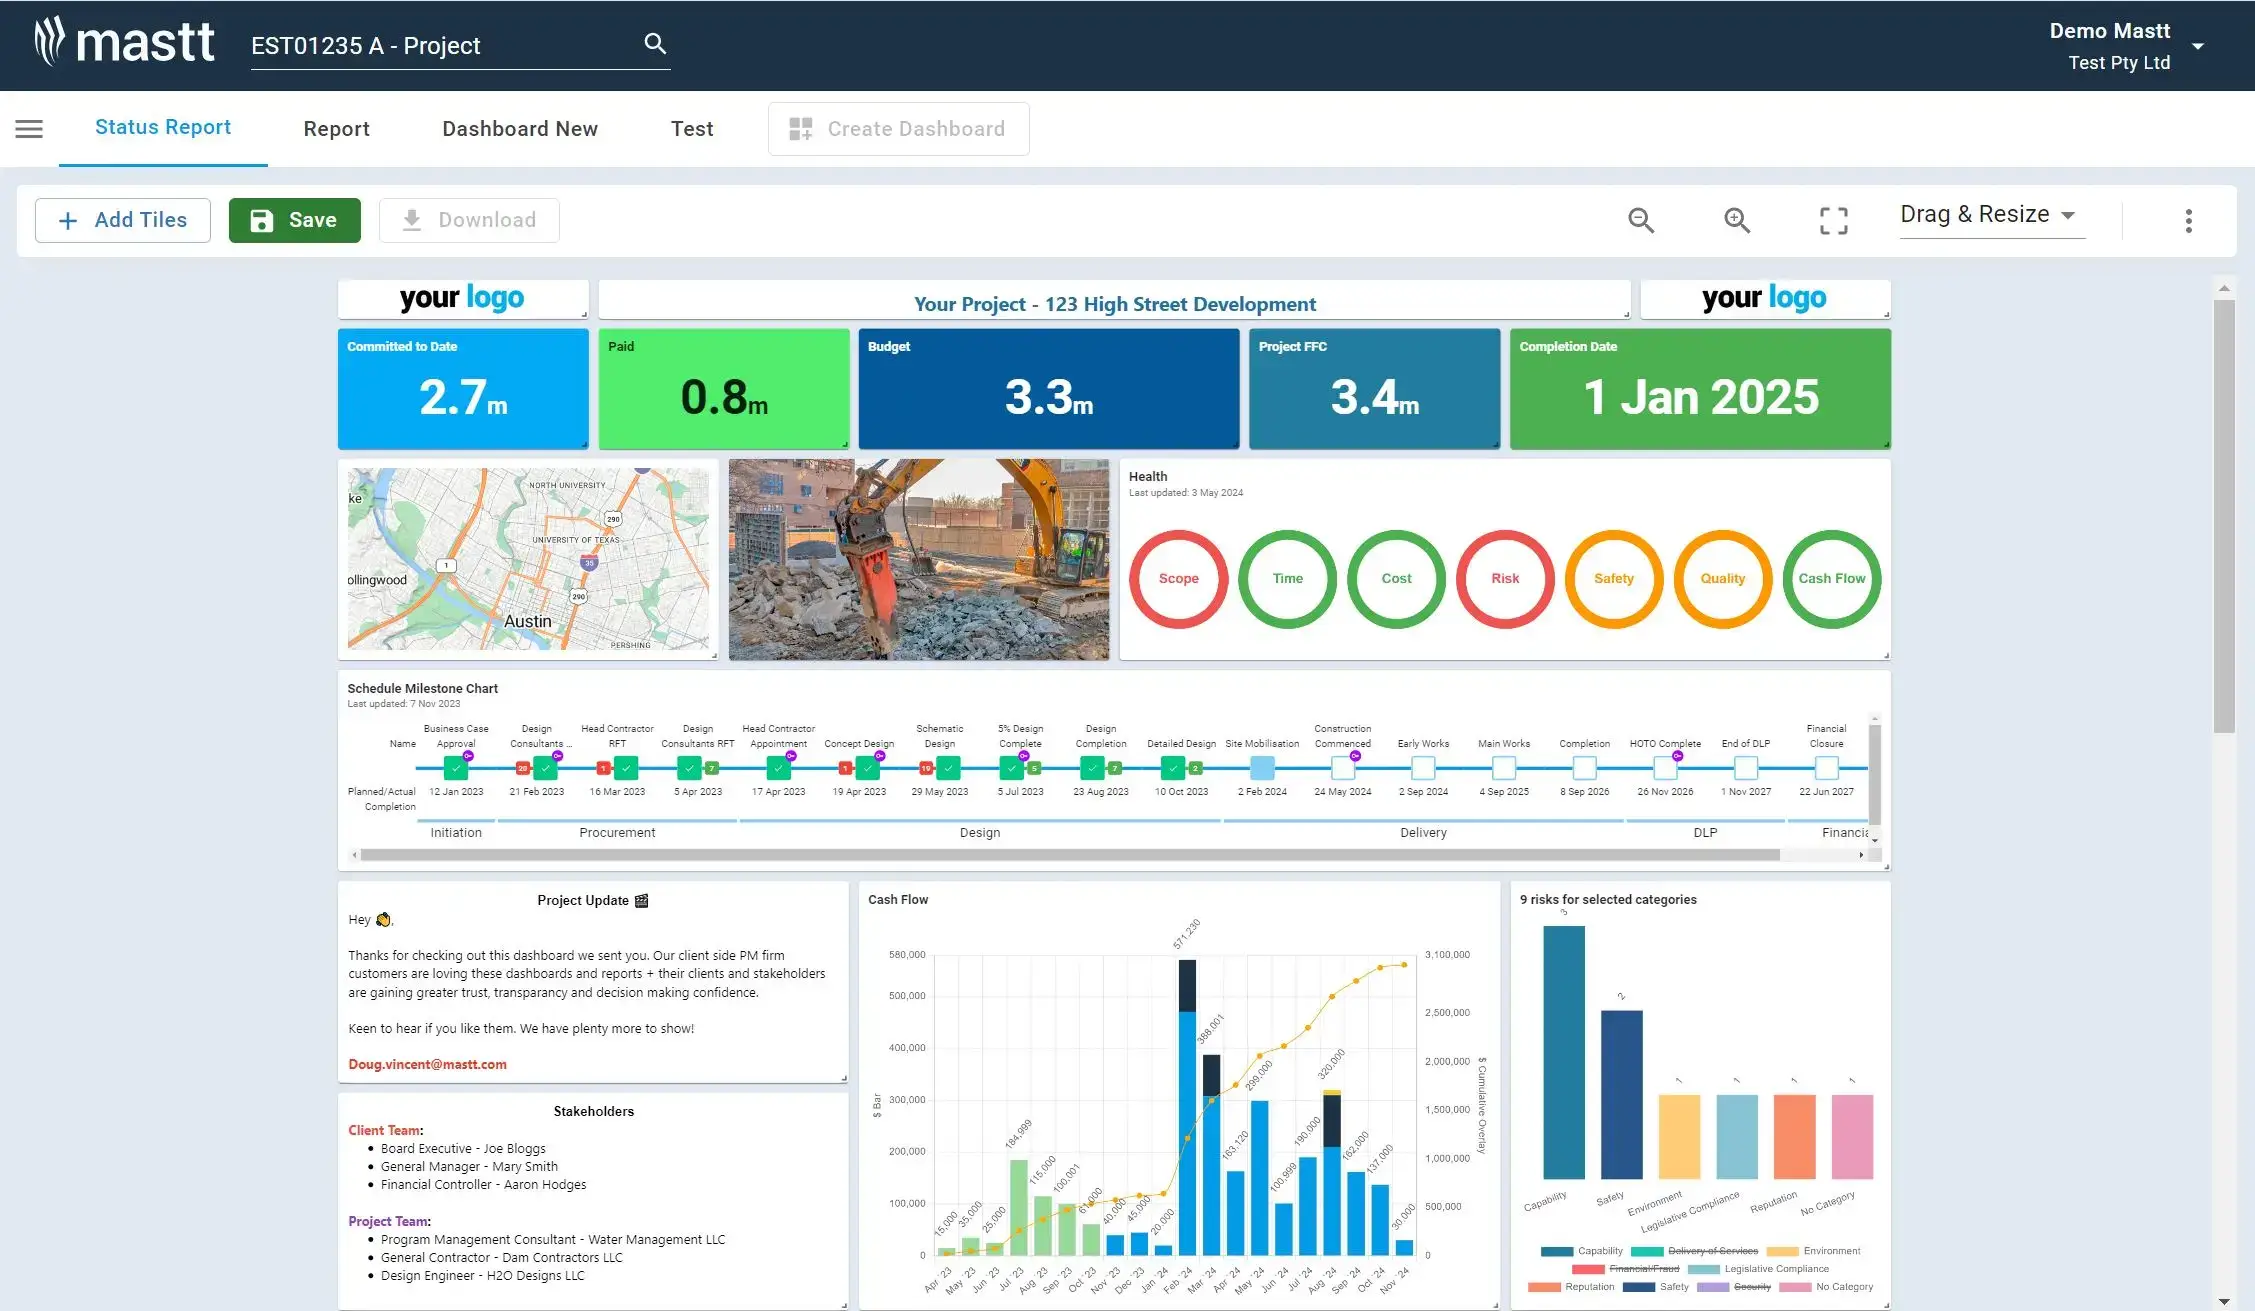 mastt
EST01235 A - Project
Demo Mastt
Test Pty Ltd
Status Report
Report
Dashboard New
Test
Create Dashboard
Add Tiles
Save
Download
Drag & Resize
your logo
Your Project - 123 High Street Development
your logo
Committed to Date
2.7m
Paid
0.8m
Budget
3.3m
Project FFC
3.4m
Completion Date
1 Jan 2025
ke
NORTH UNIVERSITY
290
UNIVERSITY OF TEXAS
35
1
ollingwood
290
Austin
PERSHING
Health
Last updated: 3 May 2024
Scope
Time
Cost
Risk
Safety
Quality
Cash Flow
Schedule Milestone Chart
Last updated: 7 Nov 2023
Name
Business Case
Approval
Design
Consultants ...
Head Contractor
RFT
Design
Consultants RFT
Head Contractor
Appointment
Concept Design
Schematic
Design
5% Design
Complete
Design
Completion
Detailed Design
Site Mobilisation
Construction
Commenced
Early Works
Main Works
Completion
HOTO Complete
End of DLP
Financial
Closure
20
1
7
1
19
5
7
2
Planned/Actual
Completion
12 Jan 2023
21 Feb 2023
16 Mar 2023
5 Apr 2023
17 Apr 2023
19 Apr 2023
29 May 2023
5 Jul 2023
23 Aug 2023
10 Oct 2023
2 Feb 2024
24 May 2024
2 Sep 2024
4 Sep 2025
8 Sep 2026
26 Nov 2026
1 Nov 2027
22 Jun 2027
Initiation
Procurement
Design
Delivery
DLP
Financia
Project Update 🎬
Hey 👏,
Thanks for checking out this dashboard we sent you. Our client side PM firm
customers are loving these dashboards and reports + their clients and stakeholders
are gaining greater trust, transparancy and decision making confidence.
Keen to hear if you like them. We have plenty more to show!
Doug.vincent@mastt.com
Stakeholders
Client Team:
Board Executive - Joe Bloggs
General Manager - Mary Smith
Financial Controller - Aaron Hodges
Project Team:
Program Management Consultant - Water Management LLC
General Contractor - Dam Contractors LLC
Design Engineer - H2O Designs LLC
Cash Flow
580,000
500,000
400,000
300,000
200,000
100,000
0
$ Bar
15,000
35,000
25,000
184,999
115,000
100,001
40,000
45,000
20,000
571,230
388,001
163,120
299,000
100,999
190,000
320,000
162,000
137,000
30,000
3,100,000
2,500,000
2,000,000
1,500,000
1,000,000
500,000
0
$ Cumulative Overlay
Apr '23
May '23
Jun '23
Jul '23
Aug '23
Sep '23
Oct '23
Nov '23
Dec '23
Jan '24
Feb '24
Mar '24
Apr '24
May '24
Jun '24
Jul '24
Aug '24
Sep '24
Oct '24
Nov '24
9 risks for selected categories
3
2
1
1
1
1
Capability
Safety
Environment
Legislative Compliance
Reputation
No Category
Capability
Delivery of Services
Environment
Financial/Fraud
Legislative Compliance
Reputation
Safety
Security
No Category